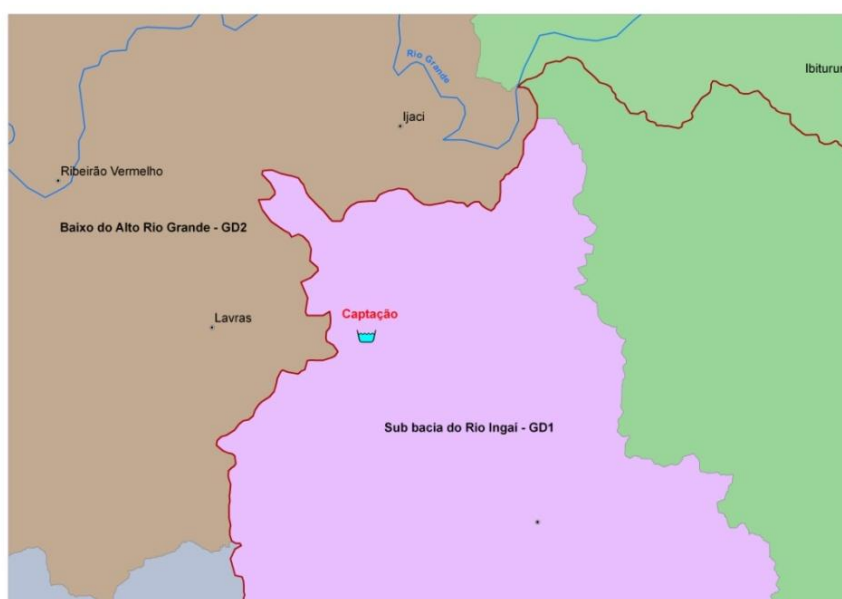 Rio Grande
Ibiturun
Ijaci
Ribeirão Vermelho
Baixo do Alto Rio Grande - GD2
Captação
Lavras
Sub bacia do Rio Ingaí - GD1